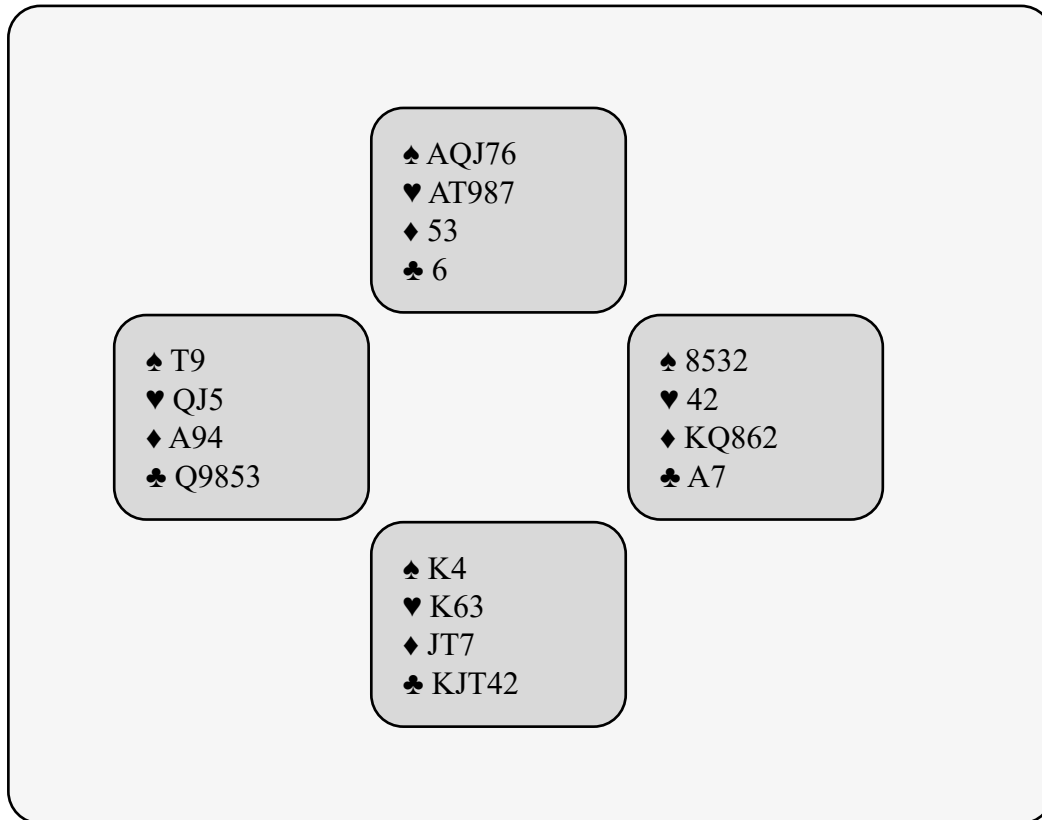 ♠ AQJ76
♥ AT987
♦ 53
♣ 6
♠ T9
♥ QJ5
♦ A94
♣ Q9853
♠ 8532
♥ 42
♦ KQ862
♣ A7
♠ K4
♥ K63
♦ JT7
♣ KJT42